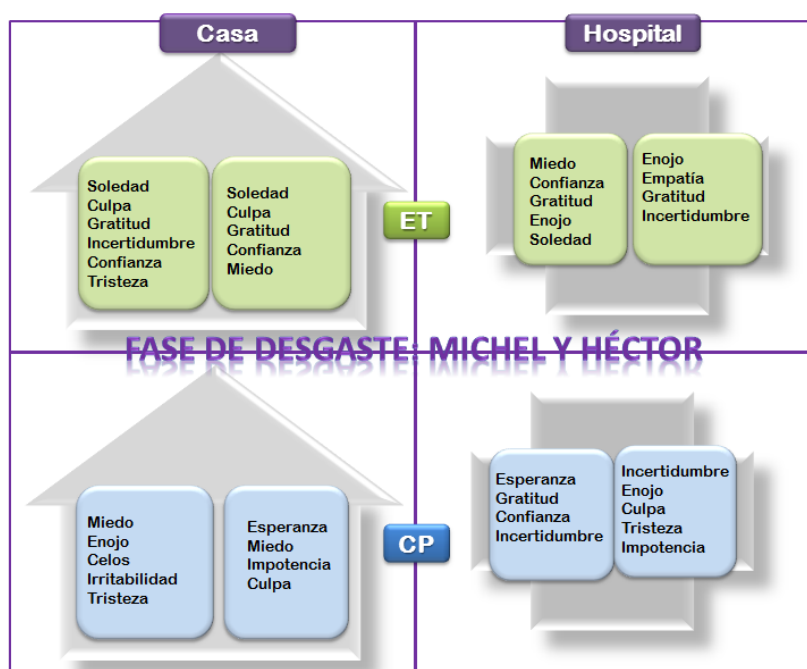 Casa
Hospital
Soledad
Culpa
Gratitud
Incertidumbre
Confianza
Tristeza
Soledad
Culpa
Gratitud
Confianza
Miedo
ET
Miedo
Confianza
Gratitud
Enojo
Soledad
Enojo
Empatía
Gratitud
Incertidumbre
FASE DE DESGASTE: MICHEL Y HÉCTOR
Miedo
Enojo
Celos
Irritabilidad
Tristeza
Esperanza
Miedo
Impotencia
Culpa
CP
Esperanza
Gratitud
Confianza
Incertidumbre
Incertidumbre
Enojo
Culpa
Tristeza
Impotencia